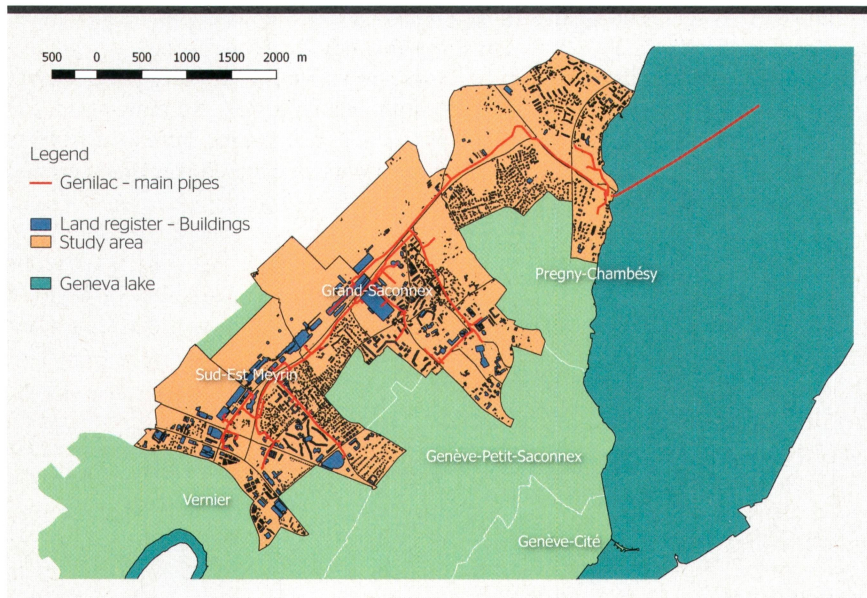 500 0 500 1000 1500 2000 m
Legend
Genilac – main pipes
Land register – Buildings
Study area
Geneva lake
Pregny-Chambésy
Grand-Saconnex
Sud-Est Meyrin
Genève-Petit-Saconnex
Vernier
Genève-Cité